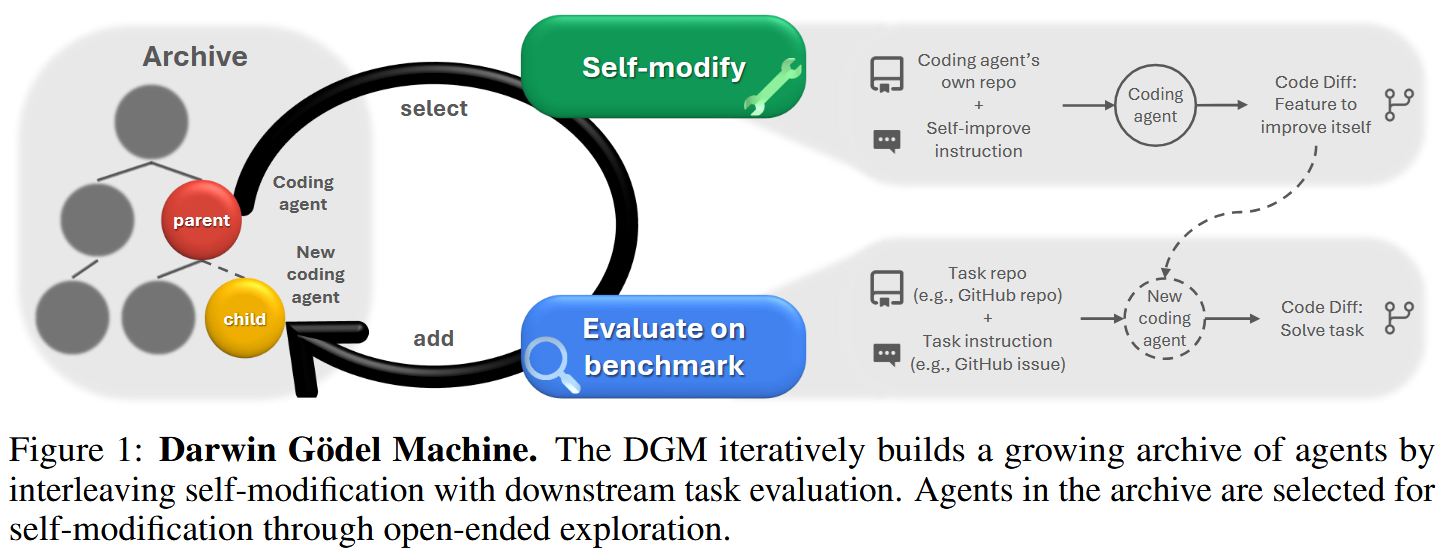 Archive
parent
child
Coding
agent
New
coding
agent
select
add
Self-modify
Evaluate on
benchmark
Coding agent's
own repo
+
Self-improve
instruction
Coding
agent
Code Diff:
Feature to
improve itself
Task repo
(e.g., GitHub repo)
+
Task instruction
(e.g., GitHub issue)
New
coding
agent
Code Diff:
Solve task
Figure 1: Darwin Gödel Machine. The DGM iteratively builds a growing archive of agents by
interleaving self-modification with downstream task evaluation. Agents in the archive are selected for
self-modification through open-ended exploration.